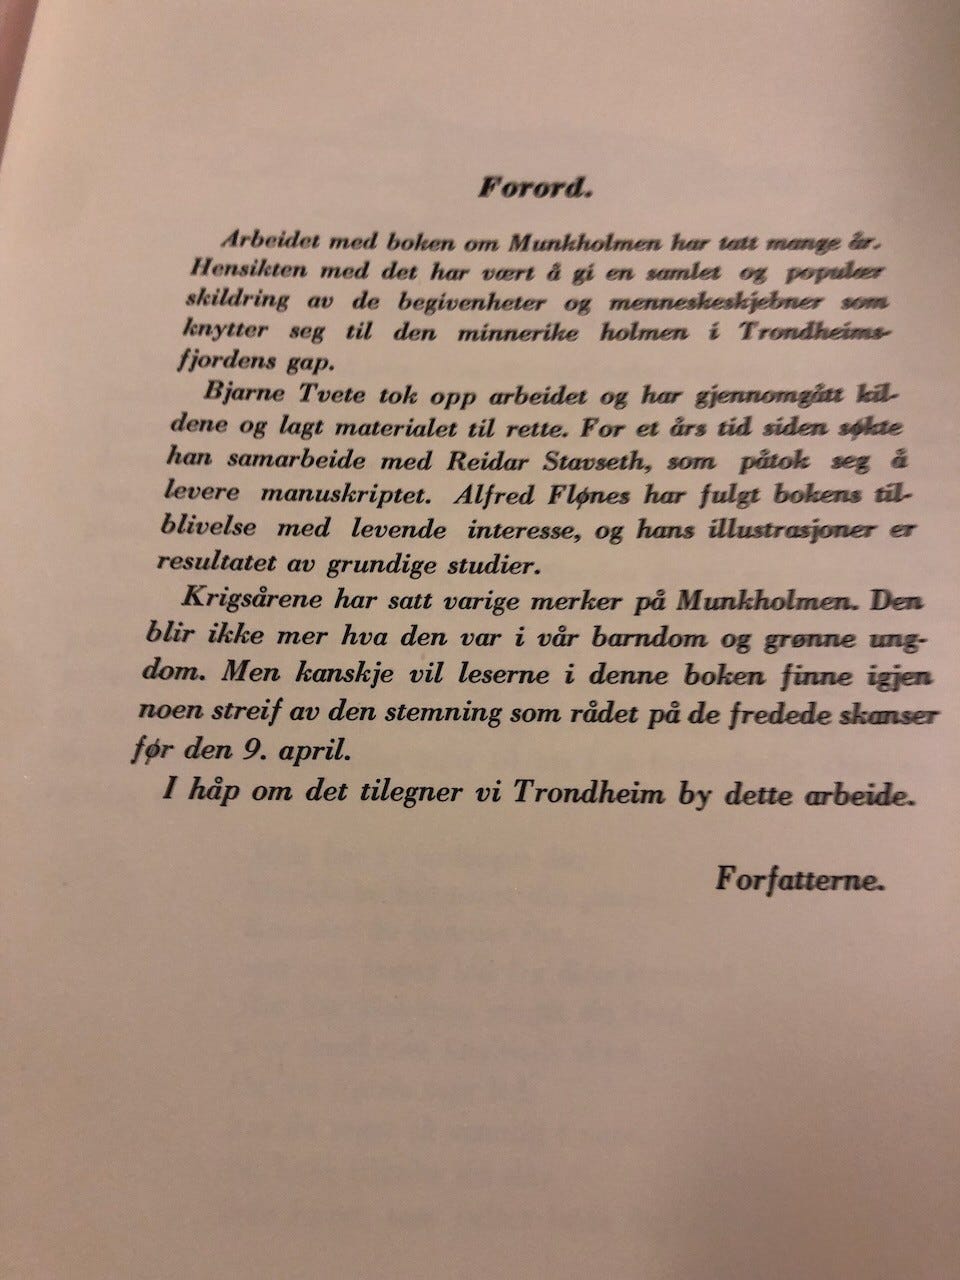 Forord.
Arbeidet med boken om Munkholmen har tatt mange år.
Hensikten med det har vært å gi en samlet og populær
skildring av de begivenheter og menneskeskjebner som
knytter seg til den minnerike holmen i Trondheims-
fjordens gap.
Bjarne Tvete tok opp arbeidet og har gjennomgått kil-
dene og lagt materialet til rette. For et års tid siden søkte
han samarbeide med Reidar Stavseth, som påtok seg å
levere manuskriptet. Alfred Flønes har fulgt bokens til-
blivelse med levende interesse, og hans illustrasjoner er
resultatet av grundige studier.
Krigsårene har satt varige merker på Munkholmen. Den
blir ikke mer hva den var i vår barndom og grønne ung-
dom. Men kanskje vil leserne i denne boken finne igjen
noen streif av den stemning som rådet på de fredede skanser
før den 9. april.
I håp om det tilegner vi Trondheim by dette arbeide.
Forfatterne.